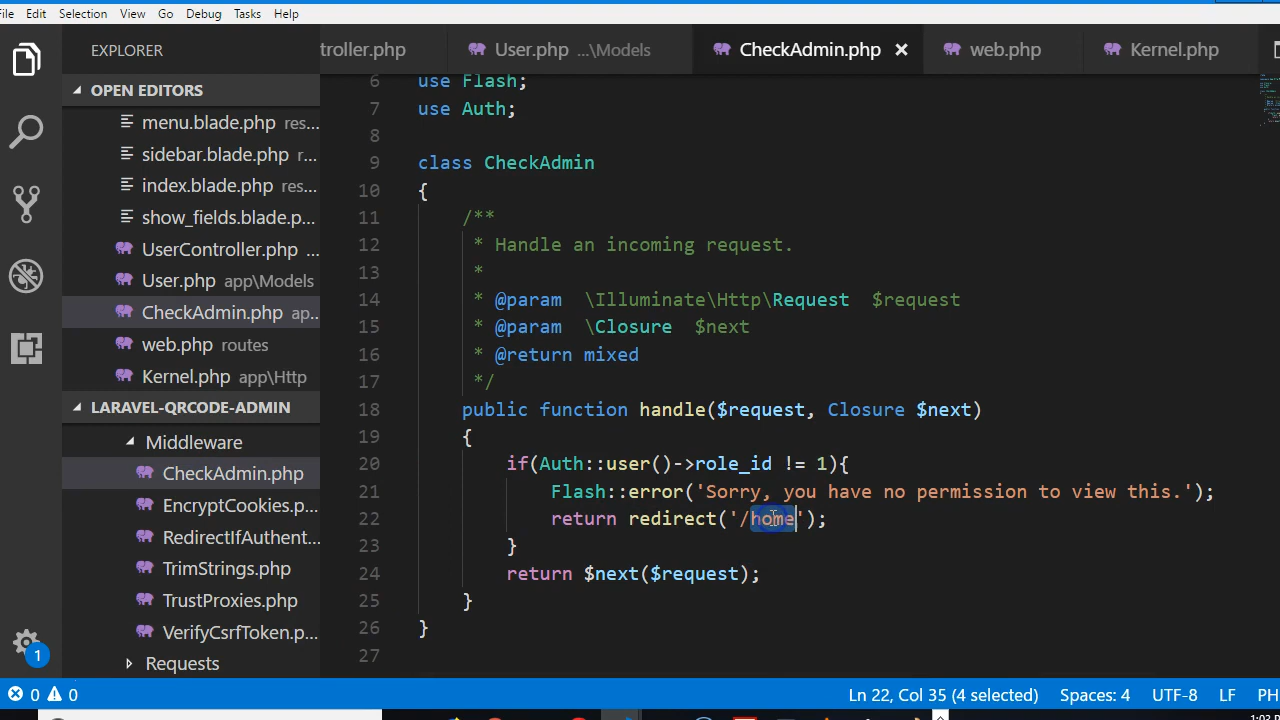 File Edit Selection View Go Debug Tasks Help
EXPLORER
troller.php
User.php ...\Models
CheckAdmin.php
web.php
Kernel.php
OPEN EDITORS
menu.blade.php res...
sidebar.blade.php r...
index.blade.php res...
show_fields.blade.p...
UserController.php ...
User.php app\Models
CheckAdmin.php ap...
web.php routes
Kernel.php app\Http
LARAVEL-QRCODE-ADMIN
Middleware
CheckAdmin.php
EncryptCookies.p...
RedirectIfAuthent...
TrimStrings.php
TrustProxies.php
VerifyCsrfToken.p...
Requests
6 use Flash;
7 use Auth;
8
9 class CheckAdmin
10 {
11 /**
12 * Handle an incoming request.
13 *
14 * @param \Illuminate\Http\Request $request
15 * @param \Closure $next
16 * @return mixed
17 */
18 public function handle($request, Closure $next)
19 {
20 if(Auth::user()->role_id != 1){
21 Flash::error('Sorry, you have no permission to view this.');
22 return redirect('/home');
23 }
24 return $next($request);
25 }
26 }
27
1
0 0
Ln 22, Col 35 (4 selected) Spaces: 4 UTF-8 LF PH